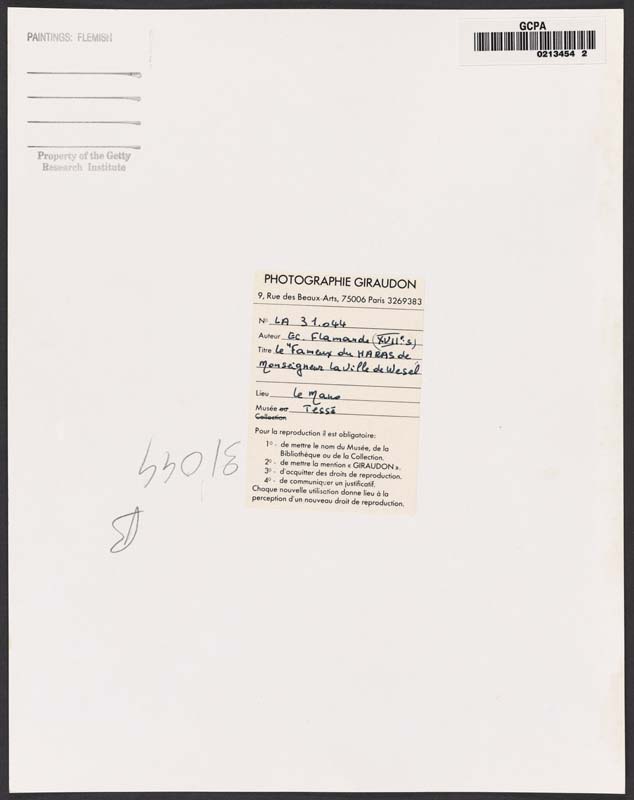 PAINTINGS: FLEMISH
GCPA
0213454 2
Property of the Getty
Research Institute
PHOTOGRAPHIE GIRAUDON
9, Rue des Beaux-Arts, 75006 Paris 3269383
N° LA 31.044
Auteur Ec. Flamande (XVIIe s)
Titre Le "Fameux du HARAS de
Monseigneur la Ville de Wesel
Lieu Le Mans
Musée ou Tessé
Collection
Pour la reproduction il est obligatoire:
1° - de mettre le nom du Musée, de la
Bibliothèque ou de la Collection.
2° - de mettre la mention « GIRAUDON ».
3° - d'acquitter des droits de reproduction.
4° - de communiquer un justificatif.
Chaque nouvelle utilisation donne lieu à la
perception d'un nouveau droit de reproduction.
31044
B